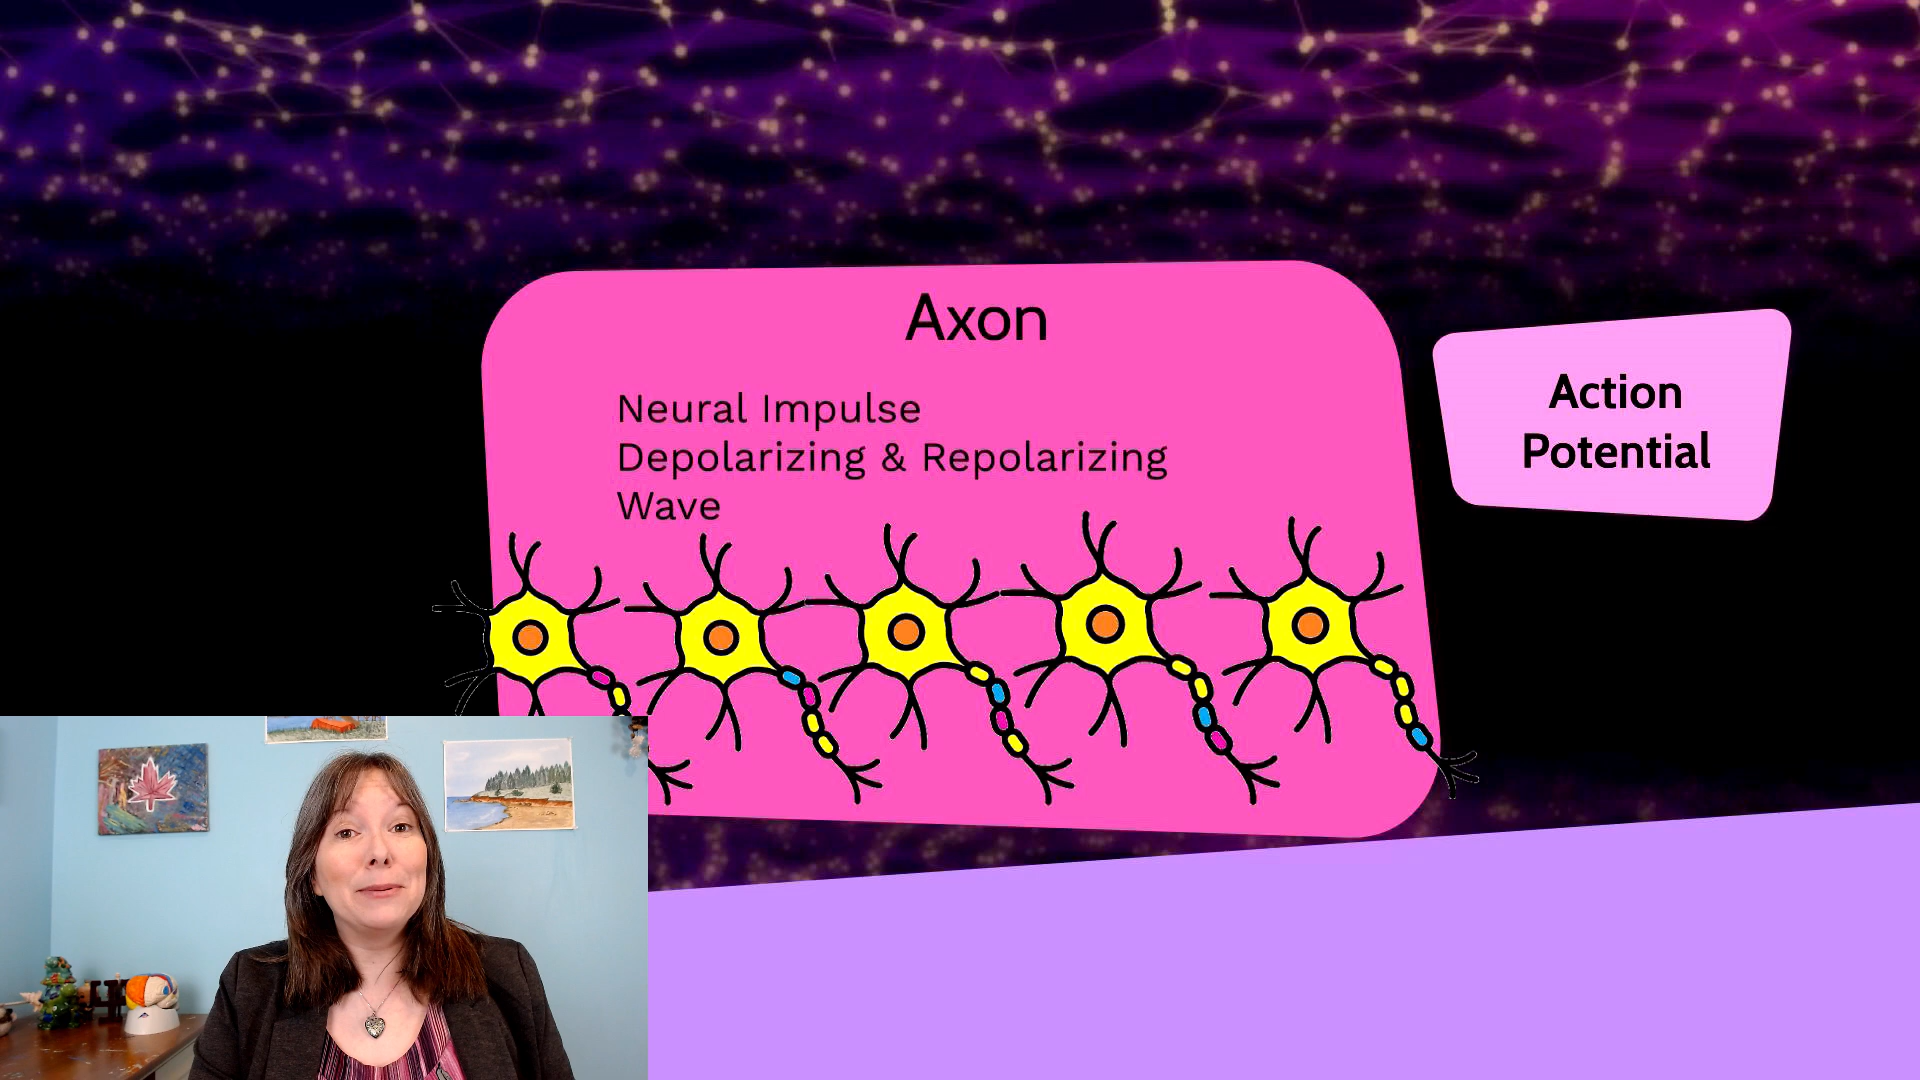 Axon
Neural Impulse
Depolarizing & Repolarizing
Wave
Action
Potential